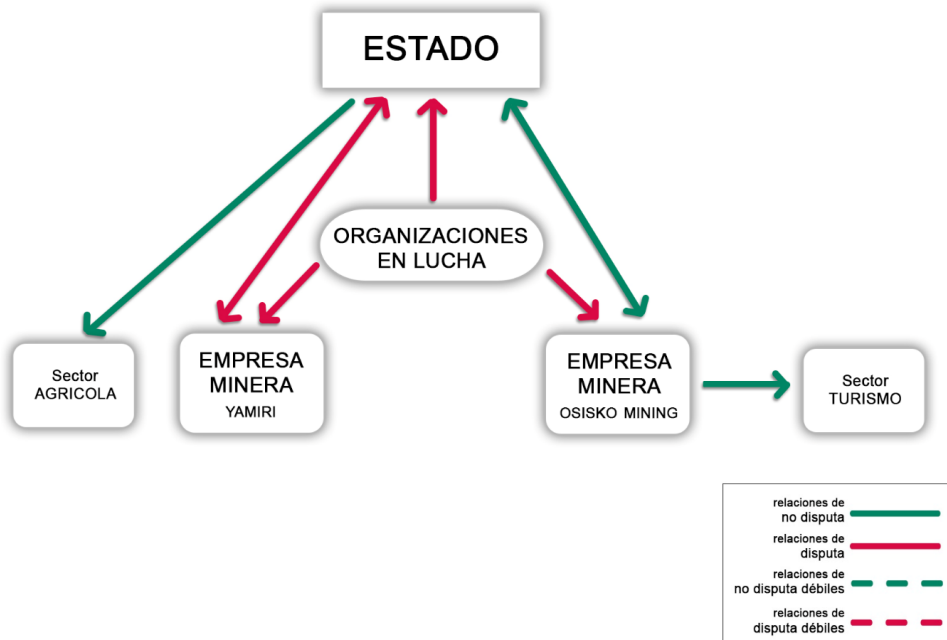 ESTADO
ORGANIZACIONES
EN LUCHA
Sector
AGRICOLA
EMPRESA
MINERA
YAMIRI
EMPRESA
MINERA
OSISKO MINING
Sector
TURISMO
relaciones de
no disputa
relaciones de
disputa
relaciones de
no disputa débiles
relaciones de
disputa débiles